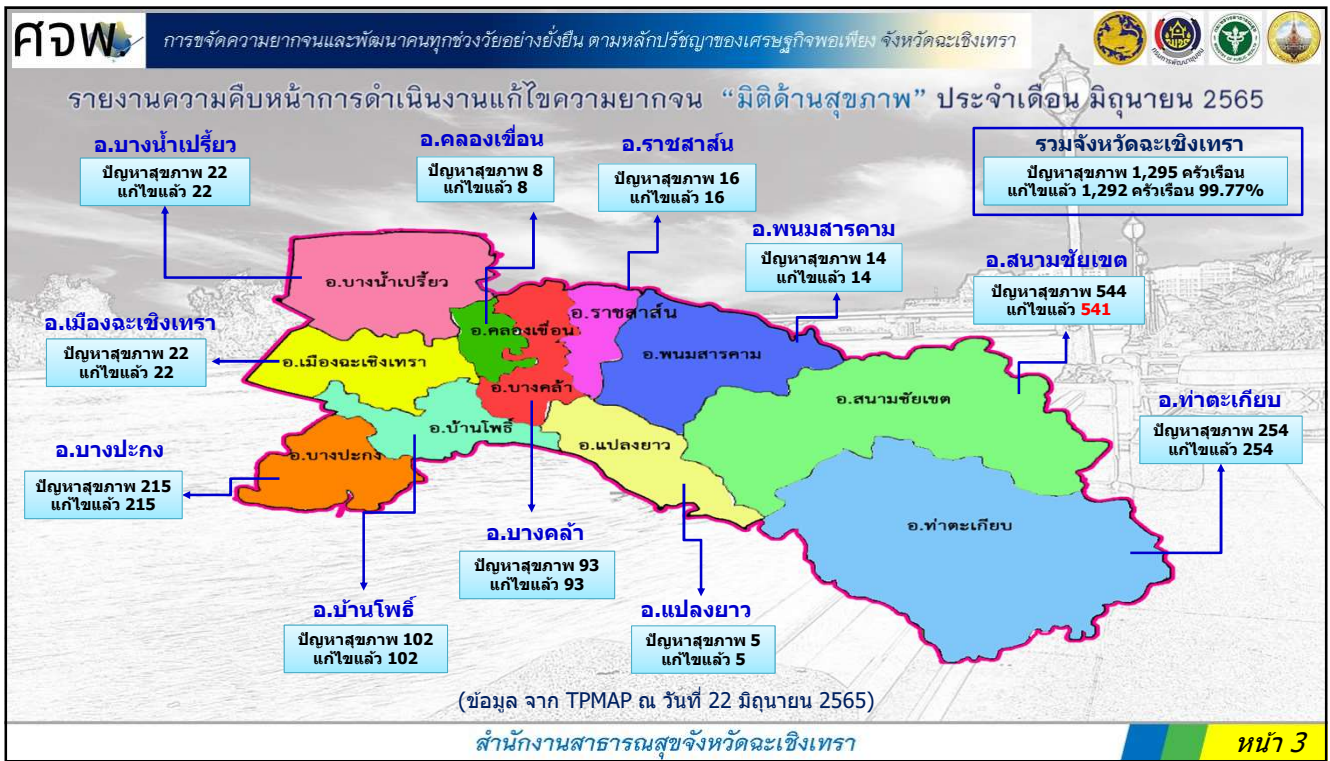 ศจพ การขจัดความยากจนและพัฒนาคนทุกช่วงวัยอย่างยั่งยืน ตามหลักปรัชญาของเศรษฐกิจพอเพียง จังหวัดฉะเชิงเทรา
รายงานความคืบหน้าการดำเนินงานแก้ไขความยากจน “มิติด้านสุขภาพ” ประจำเดือน มิถุนายน 2565
อ.บางน้ำเปรี้ยว
ปัญหาสุขภาพ 22
แก้ไขแล้ว 22
อ.คลองเขื่อน
ปัญหาสุขภาพ 8
แก้ไขแล้ว 8
อ.ราชสาส์น
ปัญหาสุขภาพ 16
แก้ไขแล้ว 16
รวมจังหวัดฉะเชิงเทรา
ปัญหาสุขภาพ 1,295 ครัวเรือน
แก้ไขแล้ว 1,292 ครัวเรือน 99.77%
อ.พนมสารคาม
ปัญหาสุขภาพ 14
แก้ไขแล้ว 14
อ.สนามชัยเขต
ปัญหาสุขภาพ 544
แก้ไขแล้ว 541
อ.เมืองฉะเชิงเทรา
ปัญหาสุขภาพ 22
แก้ไขแล้ว 22
อ.บางน้ำเปรี้ยว
อ.คลองเขื่อน
อ.ราชสาส์น
อ.เมืองฉะเชิงเทรา
อ.พนมสารคาม
อ.บางคล้า
อ.สนามชัยเขต
อ.บ้านโพธิ์
อ.แปลงยาว
อ.บางปะกง
อ.ท่าตะเกียบ
อ.ท่าตะเกียบ
ปัญหาสุขภาพ 254
แก้ไขแล้ว 254
อ.บางปะกง
ปัญหาสุขภาพ 215
แก้ไขแล้ว 215
อ.บางคล้า
ปัญหาสุขภาพ 93
แก้ไขแล้ว 93
อ.บ้านโพธิ์
ปัญหาสุขภาพ 102
แก้ไขแล้ว 102
อ.แปลงยาว
ปัญหาสุขภาพ 5
แก้ไขแล้ว 5
(ข้อมูล จาก TPMAP ณ วันที่ 22 มิถุนายน 2565)
สำนักงานสาธารณสุขจังหวัดฉะเชิงเทรา
หน้า 3